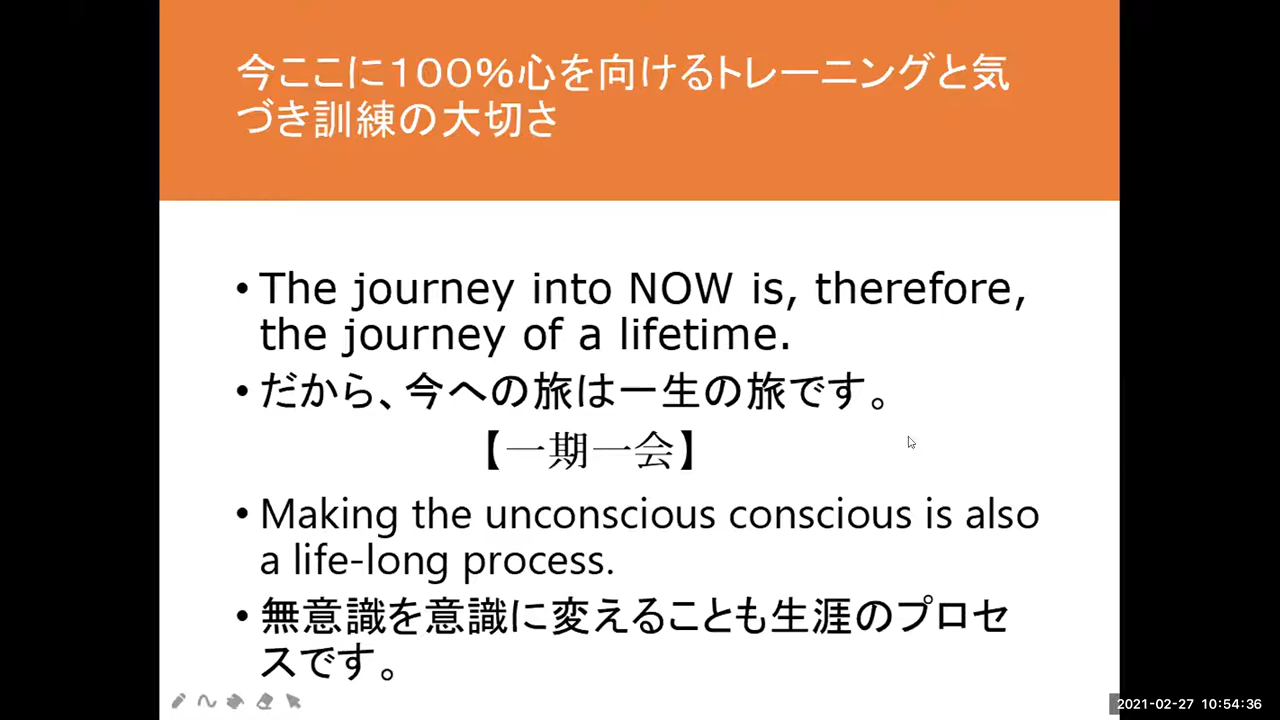 今ここに100%心を向けるトレーニングと気
づき訓練の大切さ
• The journey into NOW is, therefore,
the journey of a lifetime.
• だから、今への旅は一生の旅です。
【一期一会】
• Making the unconscious conscious is also
a life-long process.
• 無意識を意識に変えることも生涯のプロセ
スです。
2021-02-27 10:54:36